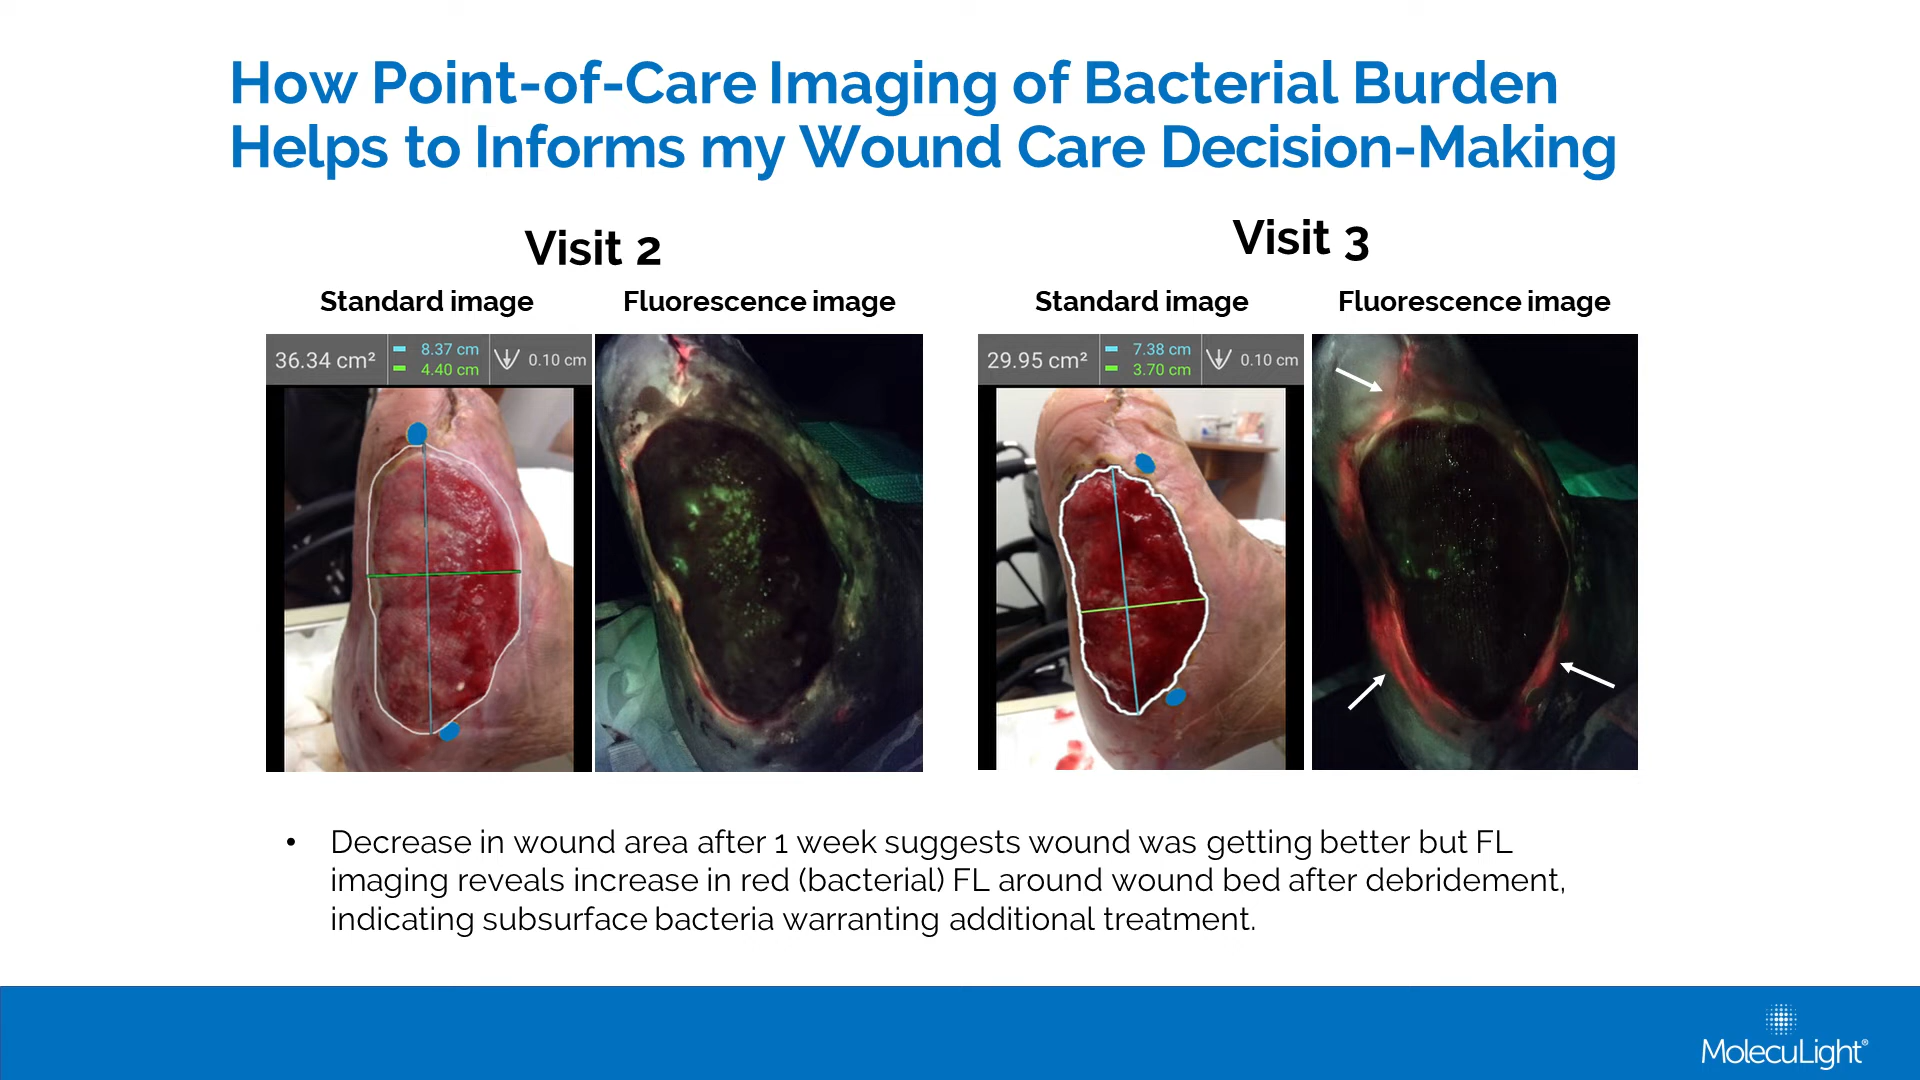 How Point-of-Care Imaging of Bacterial Burden
Helps to Informs my Wound Care Decision-Making
Visit 2
Standard image
Fluorescence image
36.34 cm²
8.37 cm
4.40 cm
0.10 cm
Visit 3
Standard image
Fluorescence image
29.95 cm²
7.38 cm
3.70 cm
0.10 cm
• Decrease in wound area after 1 week suggests wound was getting better but FL
imaging reveals increase in red (bacterial) FL around wound bed after debridement,
indicating subsurface bacteria warranting additional treatment.
MolecuLight®